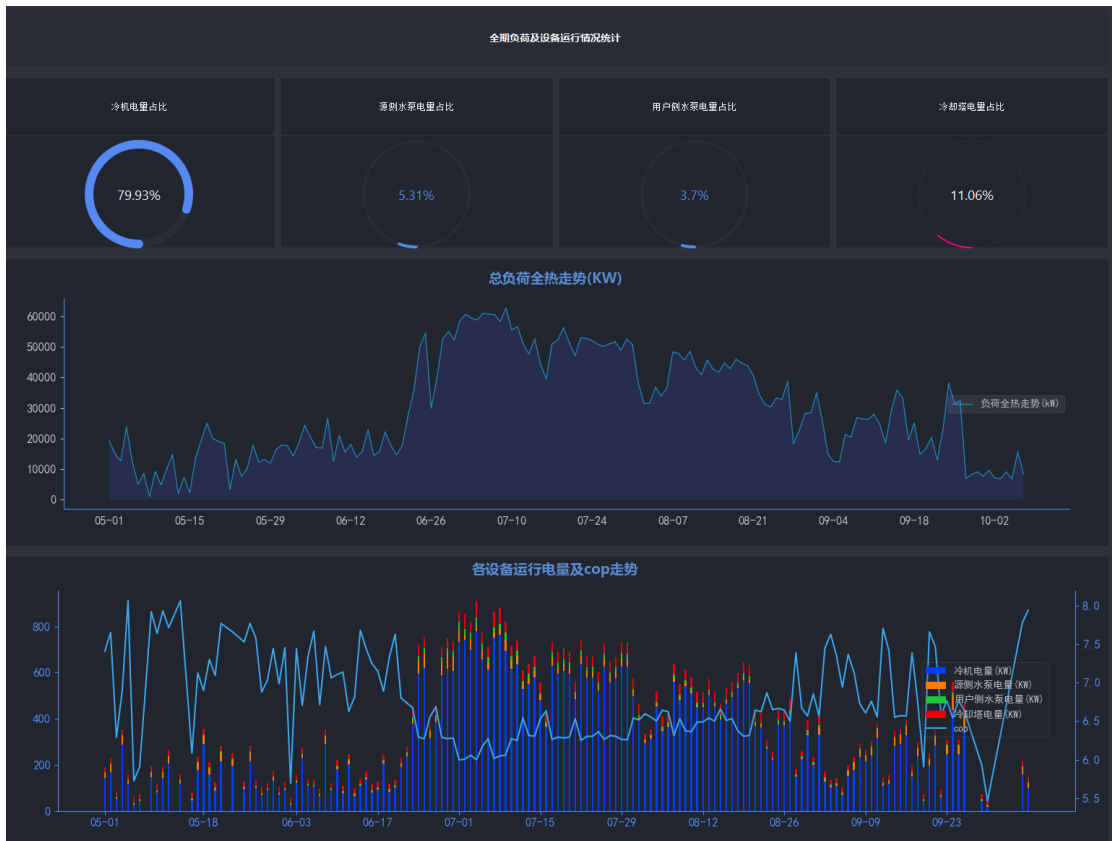 全期负荷及设备运行情况统计
冷机电量占比
源侧水泵电量占比
用户侧水泵电量占比
冷却塔电量占比
79.93%
5.31%
3.7%
11.06%
总负荷全热走势(KW)
60000
50000
40000
30000
20000
10000
0
负荷全热走势(kW)
05-01 05-15 05-29 06-12 06-26 07-10 07-24 08-07 08-21 09-04 09-18 10-02
各设备运行电量及cop走势
800
600
400
200
0
8.0
7.5
7.0
6.5
6.0
5.5
冷机电量(KW)
源侧水泵电量(KW)
用户侧水泵电量(KW)
冷却塔电量(KW)
cop
05-01 05-18 06-03 06-17 07-01 07-15 07-29 08-12 08-26 09-09 09-23